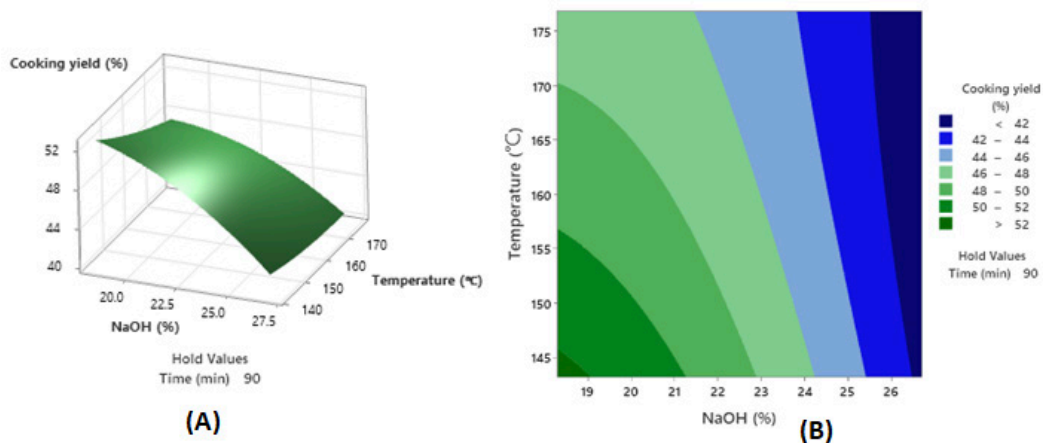 Cooking yield (%)
52
48
44
40
20.0
22.5
25.0
27.5
NaOH (%)
140
150
160
170
Temperature (℃)
Hold Values
Time (min) 90
(A)
175
170
165
160
155
150
145
Temperature (℃)
19 20 21 22 23 24 25 26
NaOH (%)
Cooking yield
(%)
< 42
42 – 44
44 – 46
46 – 48
48 – 50
50 – 52
> 52
Hold Values
Time (min) 90
(B)